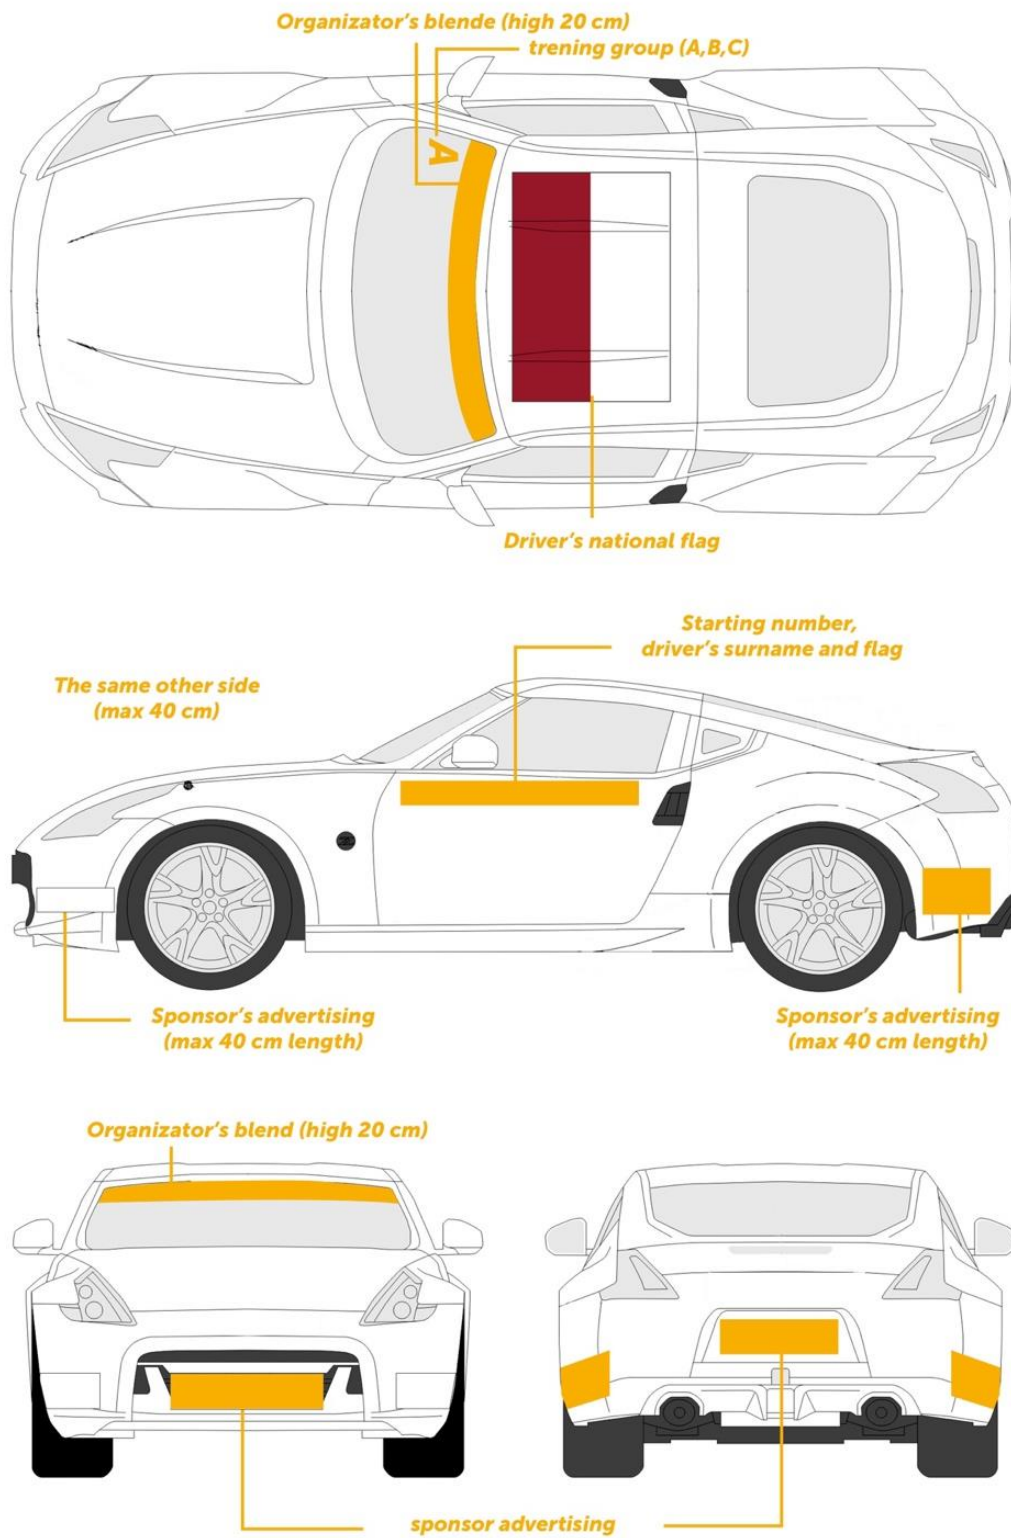 Organizator's blende (high 20 cm)
trening group (A,B,C)
A
Driver's national flag
Starting number,
driver's surname and flag
The same other side
(max 40 cm)
Sponsor's advertising
(max 40 cm length)
Sponsor's advertising
(max 40 cm length)
Organizator's blend (high 20 cm)
sponsor advertising